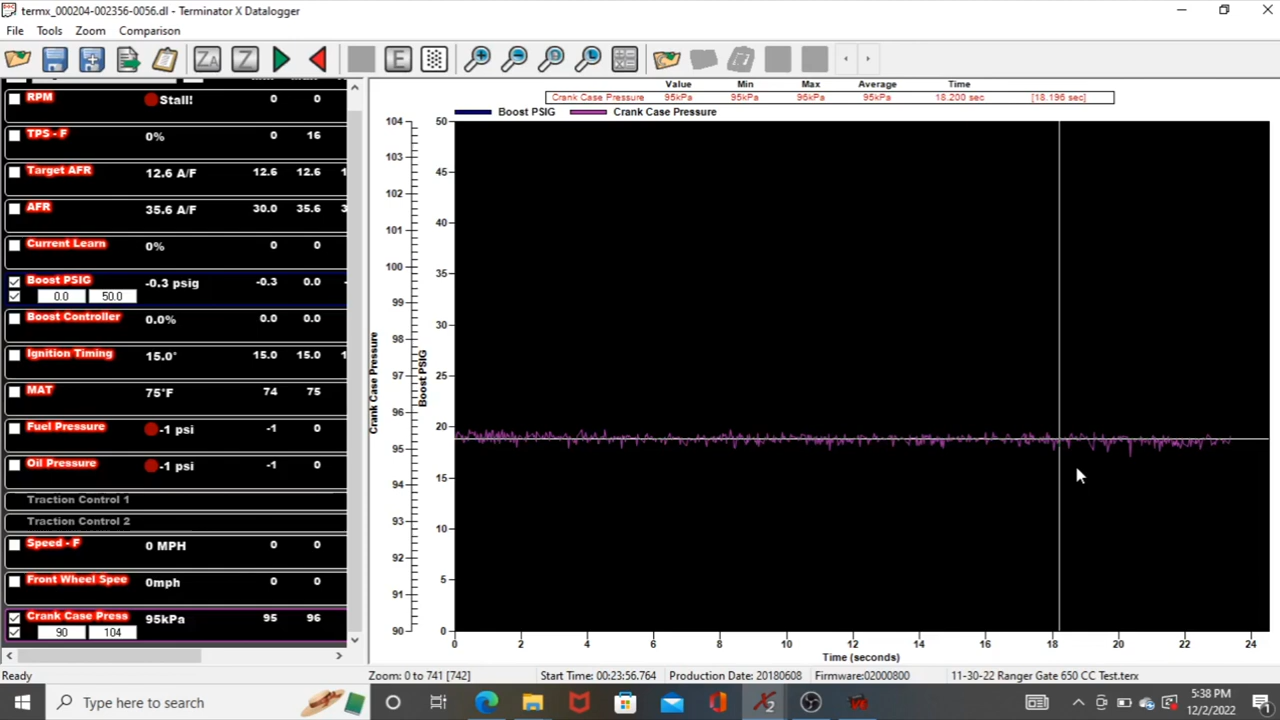 termx_000204-002356-0056.dl - Terminator X Datalogger
File Tools Zoom Comparison
RPM Stall! 0 0
TPS - F 0% 0 16
Target AFR 12.6 A/F 12.6 12.6 1
AFR 35.6 A/F 30.0 35.6 3
Current Learn 0% 0 0
Boost PSIG -0.3 psig -0.3 0.0 -
0.0 50.0
Boost Controller 0.0% 0.0 0.0
Ignition Timing 15.0° 15.0 15.0 1
MAT 75°F 74 75
Fuel Pressure -1 psi -1 0
Oil Pressure -1 psi -1 0
Traction Control 1
Traction Control 2
Speed - F 0 MPH 0 0
Front Wheel Spee 0mph 0 0
Crank Case Press 95kPa 95 96
90 104
Value Min Max Average Time
Crank Case Pressure 95kPa 95kPa 96kPa 95kPa 18.200 sec [18.196 sec]
Boost PSIG Crank Case Pressure
104
103
102
101
100
99
98
97
96
95
94
93
92
91
90
Crank Case Pressure
50
45
40
35
30
25
20
15
10
5
0
Boost PSIG
0 2 4 6 8 10 12 14 16 18 20 22 24
Time (seconds)
Ready Zoom: 0 to 741 [742] Start Time: 00:23:56.764 Production Date: 20180608 Firmware:02000800 11-30-22 Ranger Gate 650 CC Test.terx
Type here to search
5:38 PM
12/2/2022
1